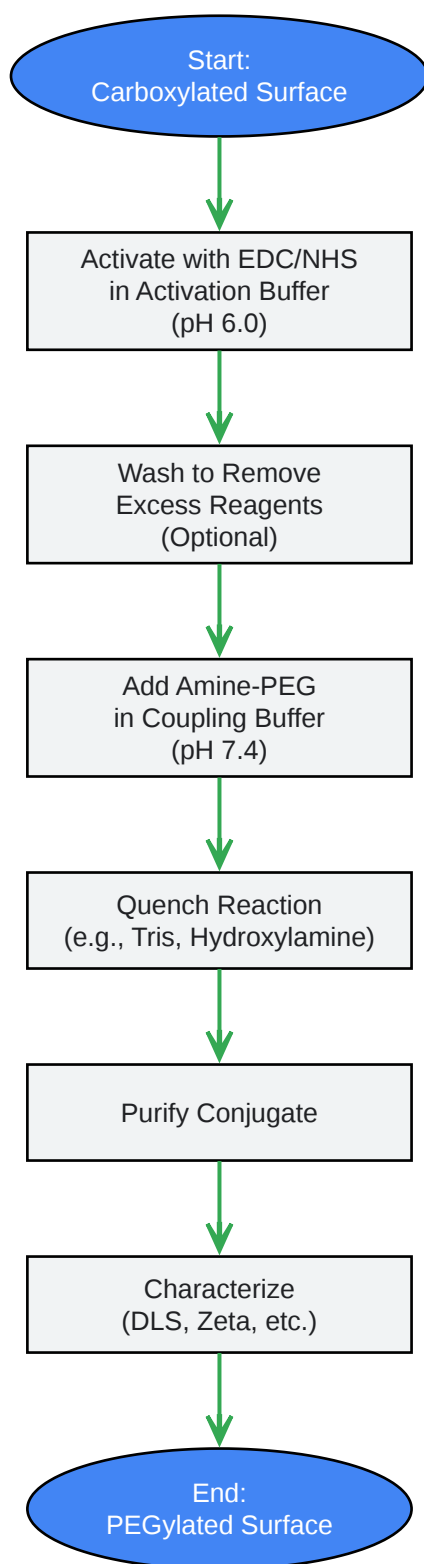 Start:
Carboxylated Surface
Activate with EDC/NHS
in Activation Buffer
(pH 6.0)
Wash to Remove
Excess Reagents
(Optional)
Add Amine-PEG
in Coupling Buffer
(pH 7.4)
Quench Reaction
(e.g., Tris, Hydroxylamine)
Purify Conjugate
Characterize
(DLS, Zeta, etc.)
End:
PEGylated Surface